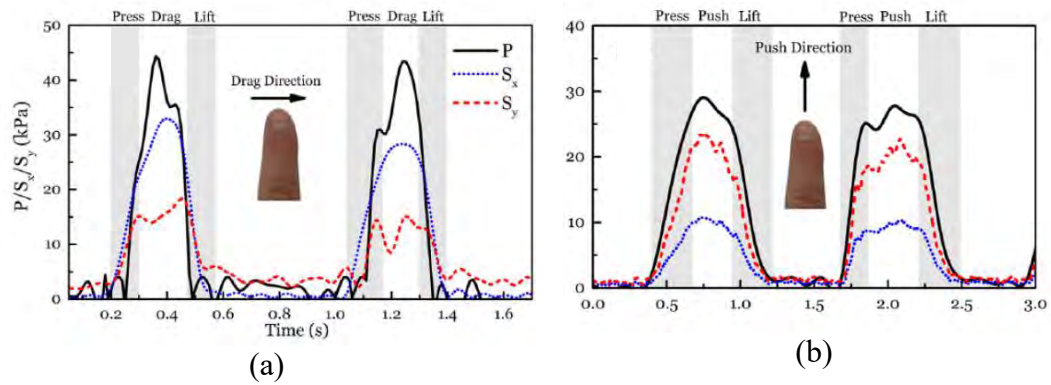 Press Drag Lift
Press Drag Lift
50
40
30
20
10
0
P/Sx/Sy (kPa)
Drag Direction
P
Sx
Sy
0.2 0.4 0.6 0.8 1.0 1.2 1.4 1.6
Time (s)
(a)
Press Push Lift
Press Push Lift
40
30
20
10
0
Push Direction
0.0 0.5 1.0 1.5 2.0 2.5 3.0
(b)